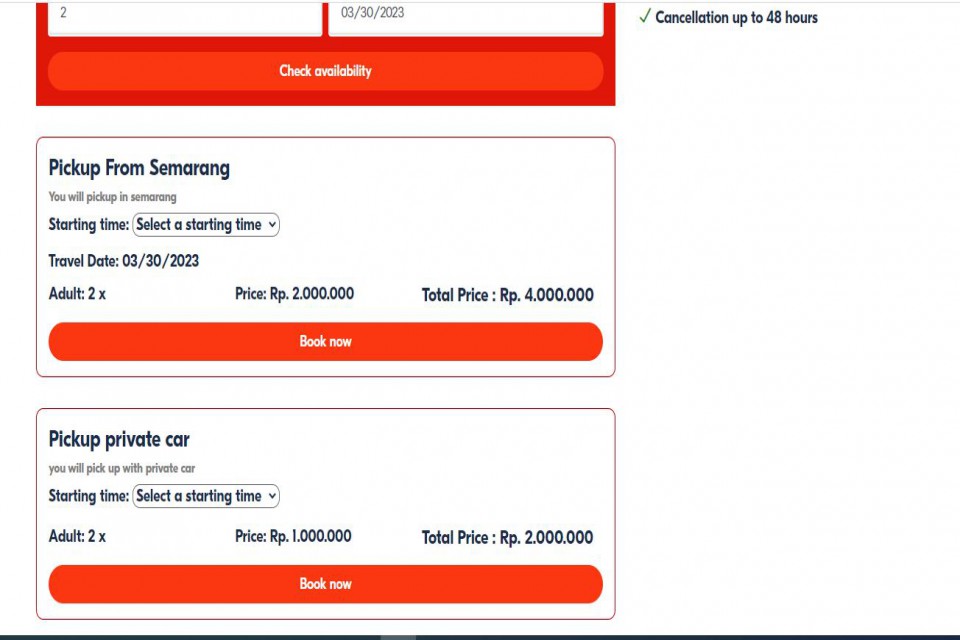 2 03/30/2023
✓ Cancellation up to 48 hours
Check availability
Pickup From Semarang
You will pickup in semarang
Starting time: Select a starting time
Travel Date: 03/30/2023
Adult: 2 x Price: Rp. 2.000.000 Total Price : Rp. 4.000.000
Book now
Pickup private car
you will pick up with private car
Starting time: Select a starting time
Adult: 2 x Price: Rp. 1.000.000 Total Price : Rp. 2.000.000
Book now